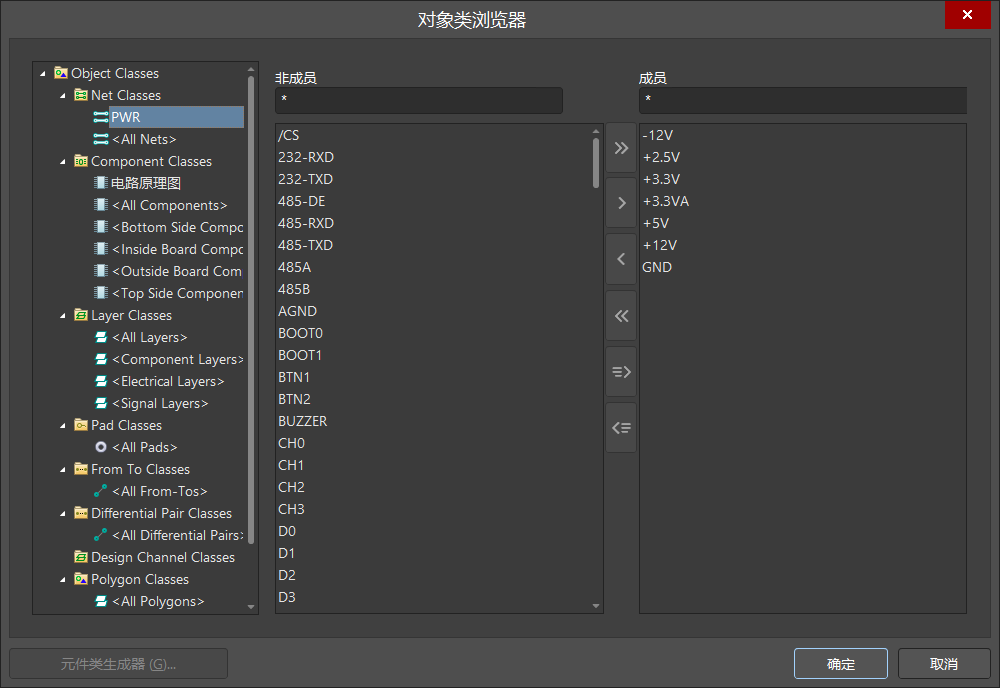 对象类浏览器
Object Classes
Net Classes
PWR
<All Nets>
Component Classes
电路原理图
<All Components>
<Bottom Side Compc
<Inside Board Compc
<Outside Board Com
<Top Side Componen
Layer Classes
<All Layers>
<Component Layers>
<Electrical Layers>
<Signal Layers>
Pad Classes
<All Pads>
From To Classes
<All From-Tos>
Differential Pair Classes
<All Differential Pairs>
Design Channel Classes
Polygon Classes
<All Polygons>
非成员
*
/CS
232-RXD
232-TXD
485-DE
485-RXD
485-TXD
485A
485B
AGND
BOOT0
BOOT1
BTN1
BTN2
BUZZER
CH0
CH1
CH2
CH3
D0
D1
D2
D3
成员
*
-12V
+2.5V
+3.3V
+3.3VA
+5V
+12V
GND
元件类生成器 (G)...
确定
取消